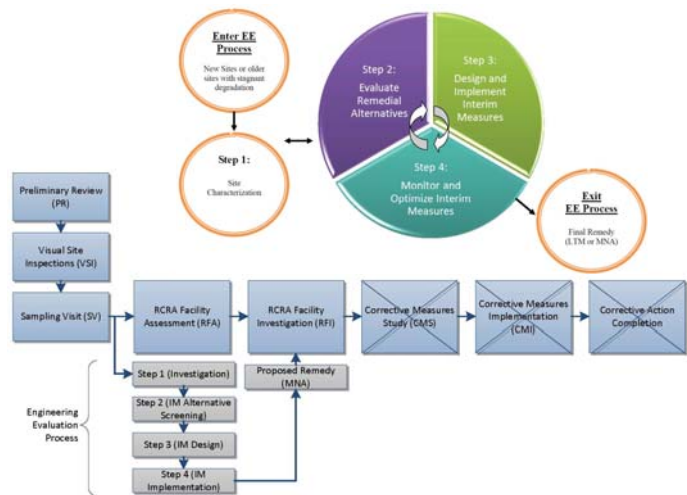 Enter EE
Process
New Sites or older
sites with stagnant
degradation
Step 1:
Site
Characterization
Step 2:
Evaluate
Remedial
Alternatives
Step 3:
Design and
Implement
Interim
Measures
Step 4:
Monitor and
Optimize Interim
Measures
Exit
EE Process
Final Remedy
(LTM or MNA)
Preliminary Review
(PR)
Visual Site
Inspections (VSI)
Sampling Visit (SV)
RCRA Facility
Assessment (RFA)
RCRA Facility
Investigation (RFI)
Corrective Measures
Study (CMS)
Corrective Measures
Implementation
(CMI)
Corrective Action
Completion
Engineering
Evaluation
Process
Step 1 (Investigation)
Step 2 (IM Alternative
Screening)
Step 3 (IM Design)
Step 4 (IM
Implementation)
Proposed Remedy
(MNA)